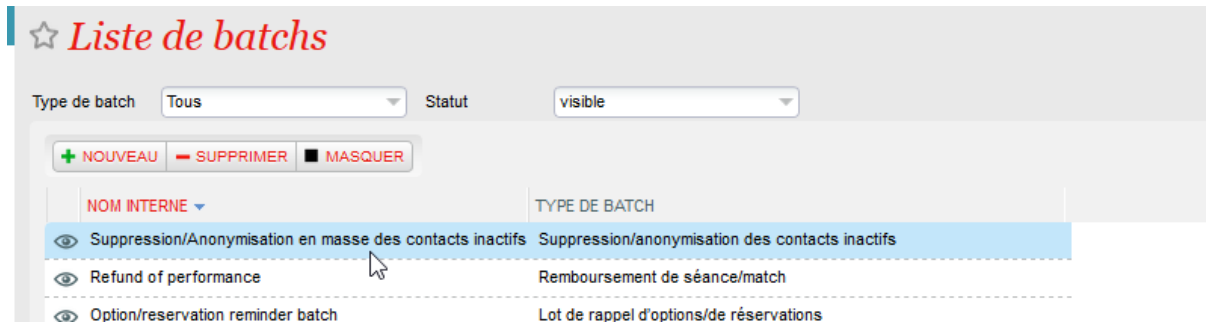 Liste de batchs
Type de batch Tous Statut visible
NOUVEAU SUPPRIMER MASQUER
NOM INTERNE TYPE DE BATCH
Suppression/Anonymisation en masse des contacts inactifs Suppression/anonymisation des contacts inactifs
Refund of performance Remboursement de séance/match
Option/reservation reminder batch Lot de rappel d'options/de réservations